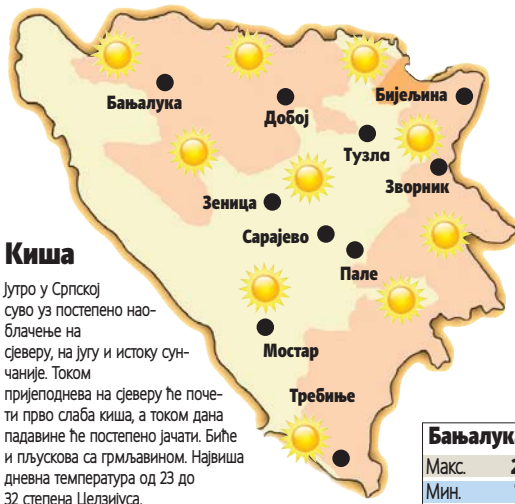 Бањалука
Добој
Бијељина
Тузла
Зворник
Зеница
Сарајево
Пале
Мостар
Требиње
Киша
Јутро у Српској
суво уз постепено нао-
блачење на
сјеверу, на југу и истоку сун-
чаније. Током
пријеподнева на сјеверу ће поче-
ти прво слаба киша, а током дана
падавине ће постепено јачати. Биће
и пљускова са грмљавином. Највиша
дневна температура од 23 до
32 степена Целзијуса.
Бањалук
Макс.
Мин.